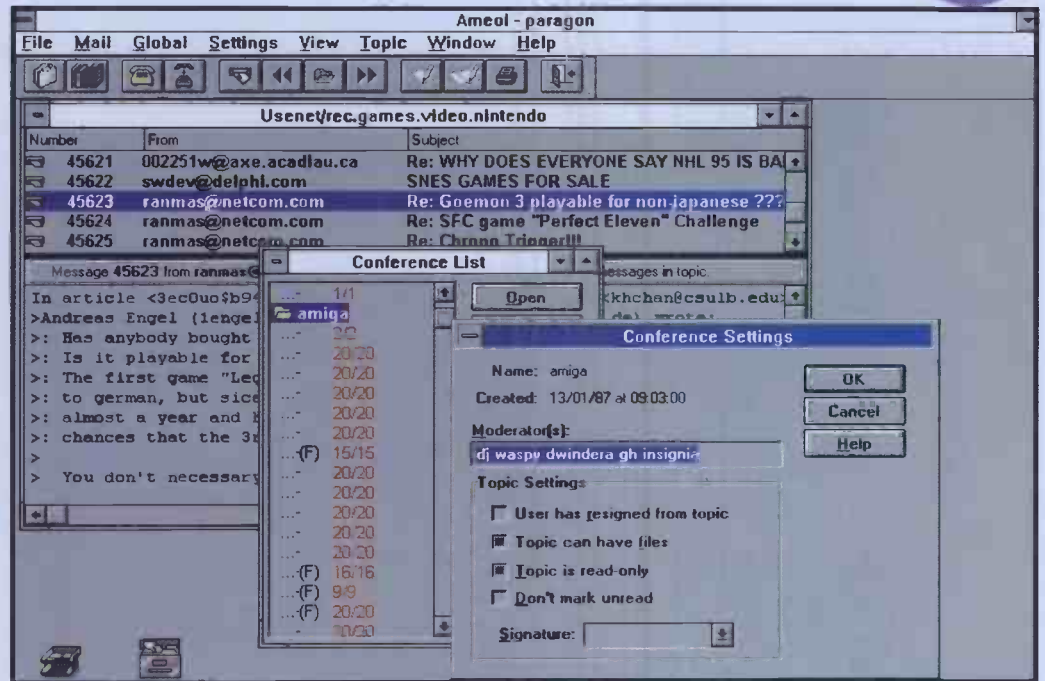 Ameol - paragon
File Mail Global Settings View Topic Window Help
Usenet/rec.games.video.nintendo
Number From Subject
45621 002251w@axe.acadiau.ca Re: WHY DOES EVERYONE SAY NHL 95 IS BA
45622 swdev@delphi.com SNES GAMES FOR SALE
45623 ranmas@netcom.com Re: Goemon 3 playable for non-japanese ???
45624 ranmas@netcom.com Re: SFC game "Perfect Eleven" Challenge
45625 ranmas@netcom.com Re: Chrono Trigger!!!
Message 45623 from ranmas@ messages in topic.
In article <3ec0uo$b94 <khchan@csulb.edu>
>Andreas Engel (1engel de) wrote:
>: Has anybody bought
>: Is it playable for
>: The first game "Leg
>: to german, but sice
>: almost a year and h
>: chances that the 3r
>
> You don't necessary
Conference List
...- 1/1
amiga
...- 2/2
...- 20/20
...- 20/20
...- 20/20
...- 20/20
...- 20/20
...-(F) 15/15
...- 20/20
...- 20/20
...- 20/20
...- 20/20
...- 20/20
...-(F) 16/16
...-(F) 9/9
...-(F) 20/20
...- 20/20
Open
Conference Settings
Name: amiga
Created: 13/01/87 at 09:03:00
Moderator(s):
dj waspy dwindera gh insignia
Topic Settings
User has resigned from topic
Topic can have files
Topic is read-only
Don't mark unread
Signature:
OK
Cancel
Help